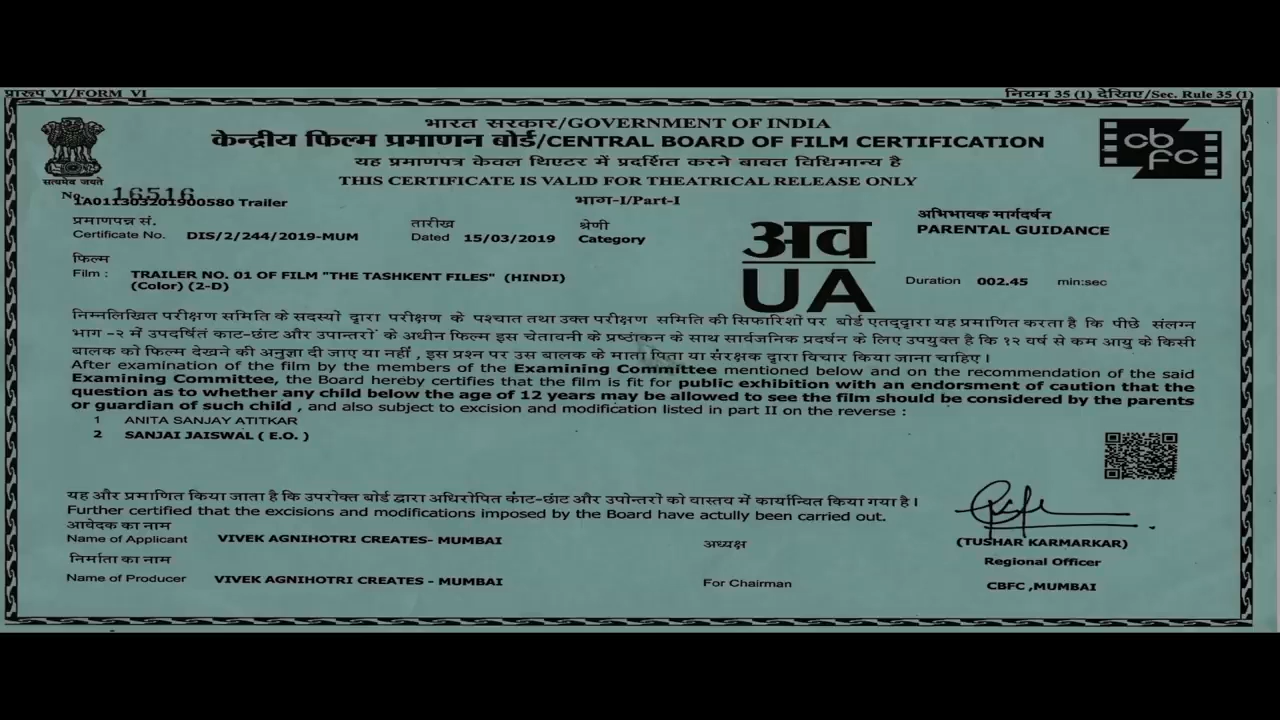 प्रारूप VI/FORM VI
नियम 35 (1) देखिए/Sec. Rule 35 (1)
भारत सरकार/GOVERNMENT OF INDIA
केन्द्रीय फिल्म प्रमाणन बोर्ड/CENTRAL BOARD OF FILM CERTIFICATION
cb
fc
यह प्रमाणपत्र केवल थिएटर में प्रदर्शित करने बाबत विधिमान्य है
सत्यमेव जयते
THIS CERTIFICATE IS VALID FOR THEATRICAL RELEASE ONLY
No. 16516
1A011303201900580 Trailer
भाग-I/Part-I
प्रमाणपत्र सं.
Certificate No. DIS/2/244/2019-MUM
तारीख
Dated 15/03/2019
श्रेणी
Category
अव
UA
अभिभावक मार्गदर्षन
PARENTAL GUIDANCE
फिल्म
Film : TRAILER NO. 01 OF FILM "THE TASHKENT FILES" (HINDI)
(Color) (2-D)
Duration 002.45 min:sec
निम्नलिखित परीक्षण समिति के सदस्यो द्वारा परीक्षण के पश्चात तथा उक्त परीक्षण समिति की सिफारिशों पर बोर्ड एतद्द्वारा यह प्रमाणित करता है कि पीछे संलग्न
भाग -२ में उपदर्षित काट-छांट और उपान्तरों के अधीन फिल्म इस चेतावनी के प्रष्ठांकन के साथ सार्वजनिक प्रदर्षन के लिए उपयुक्त है कि १२ वर्ष से कम आयु के किसी
बालक को फिल्म देखने की अनुज्ञा दी जाए या नहीं , इस प्रश्न पर उस बालक के माता पिता या संरक्षक द्वारा विचार किया जाना चाहिए ।
After examination of the film by the members of the Examining Committee mentioned below and on the recommendation of the said
Examining Committee, the Board hereby certifies that the film is fit for public exhibition with an endorsment of caution that the
question as to whether any child below the age of 12 years may be allowed to see the film should be considered by the parents
or guardian of such child , and also subject to excision and modification listed in part II on the reverse :
1 ANITA SANJAY ATITKAR
2 SANJAI JAISWAL ( E.O. )
यह और प्रमाणित किया जाता है कि उपरोक्त बोर्ड द्वारा अधिरोपित काट-छांट और उपोन्तरों को वास्तव में कार्यान्वित किया गया है ।
Further certified that the excisions and modifications imposed by the Board have actully been carried out.
आवेदक का नाम
Name of Applicant VIVEK AGNIHOTRI CREATES- MUMBAI
निर्माता का नाम
Name of Producer VIVEK AGNIHOTRI CREATES - MUMBAI
अध्यक्ष
For Chairman
(TUSHAR KARMARKAR)
Regional Officer
CBFC ,MUMBAI